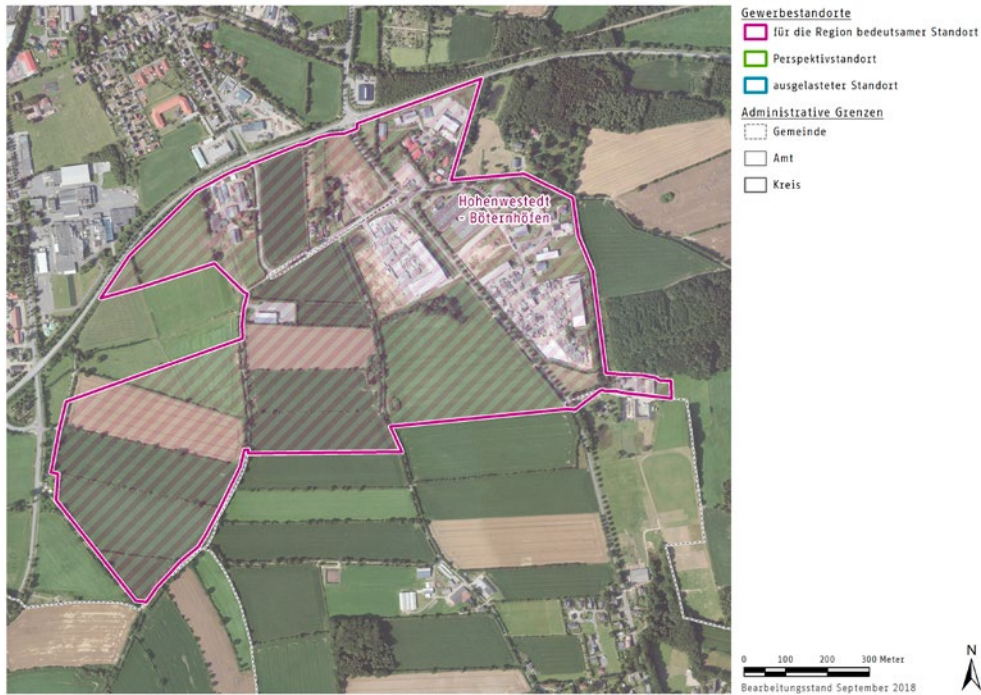 Gewerbestandorte
für die Region bedeutsamer Standort
Perspektivstandort
ausgelasteter Standort
Administrative Grenzen
Gemeinde
Amt
Kreis
Hohenwestedt
- Böternhöfen
N
0 100 200 300 Meter
Bearbeitungsstand September 2018